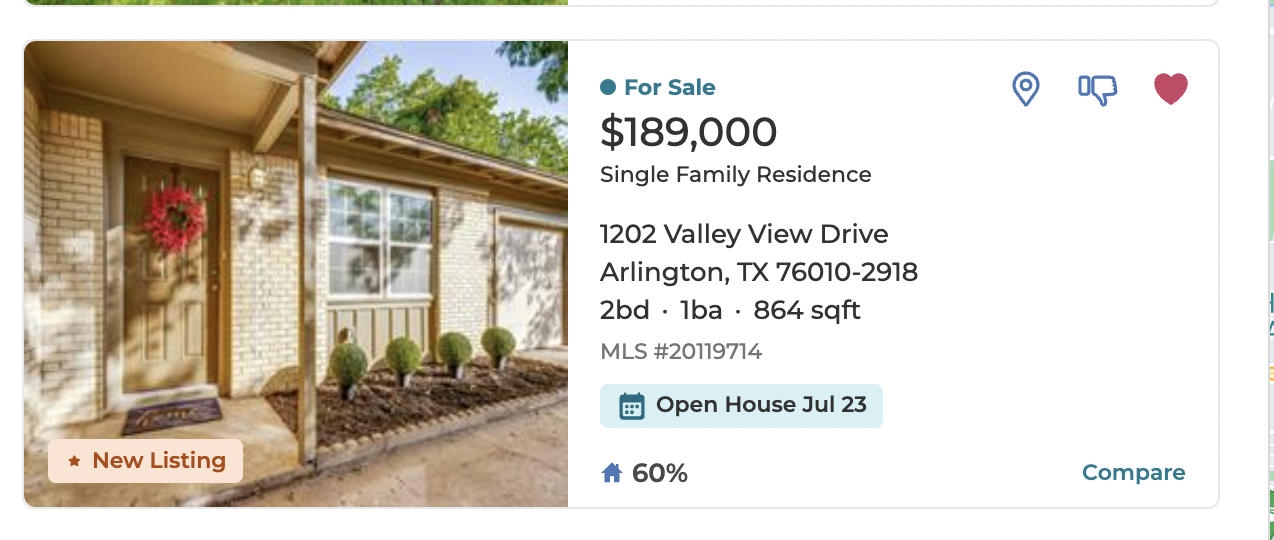 For Sale
$189,000
Single Family Residence
1202 Valley View Drive
Arlington, TX 76010-2918
2bd · 1ba · 864 sqft
MLS #20119714
Open House Jul 23
New Listing
60%
Compare